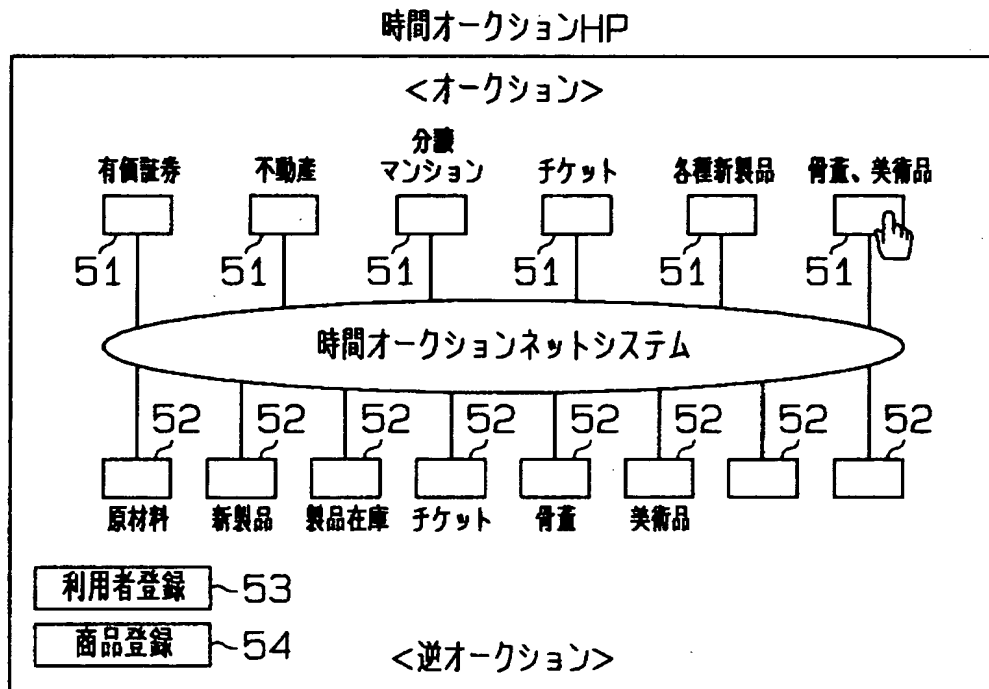 時間オークションHP
<オークション>
有価証券
不動産
分譲
マンション
チケット
各種新製品
骨董、美術品
51
51
51
51
51
51
時間オークションネットシステム
52
52
52
52
52
52
52
52
原材料
新製品
製品在庫
チケット
骨董
美術品
利用者登録
53
商品登録
54
<逆オークション>